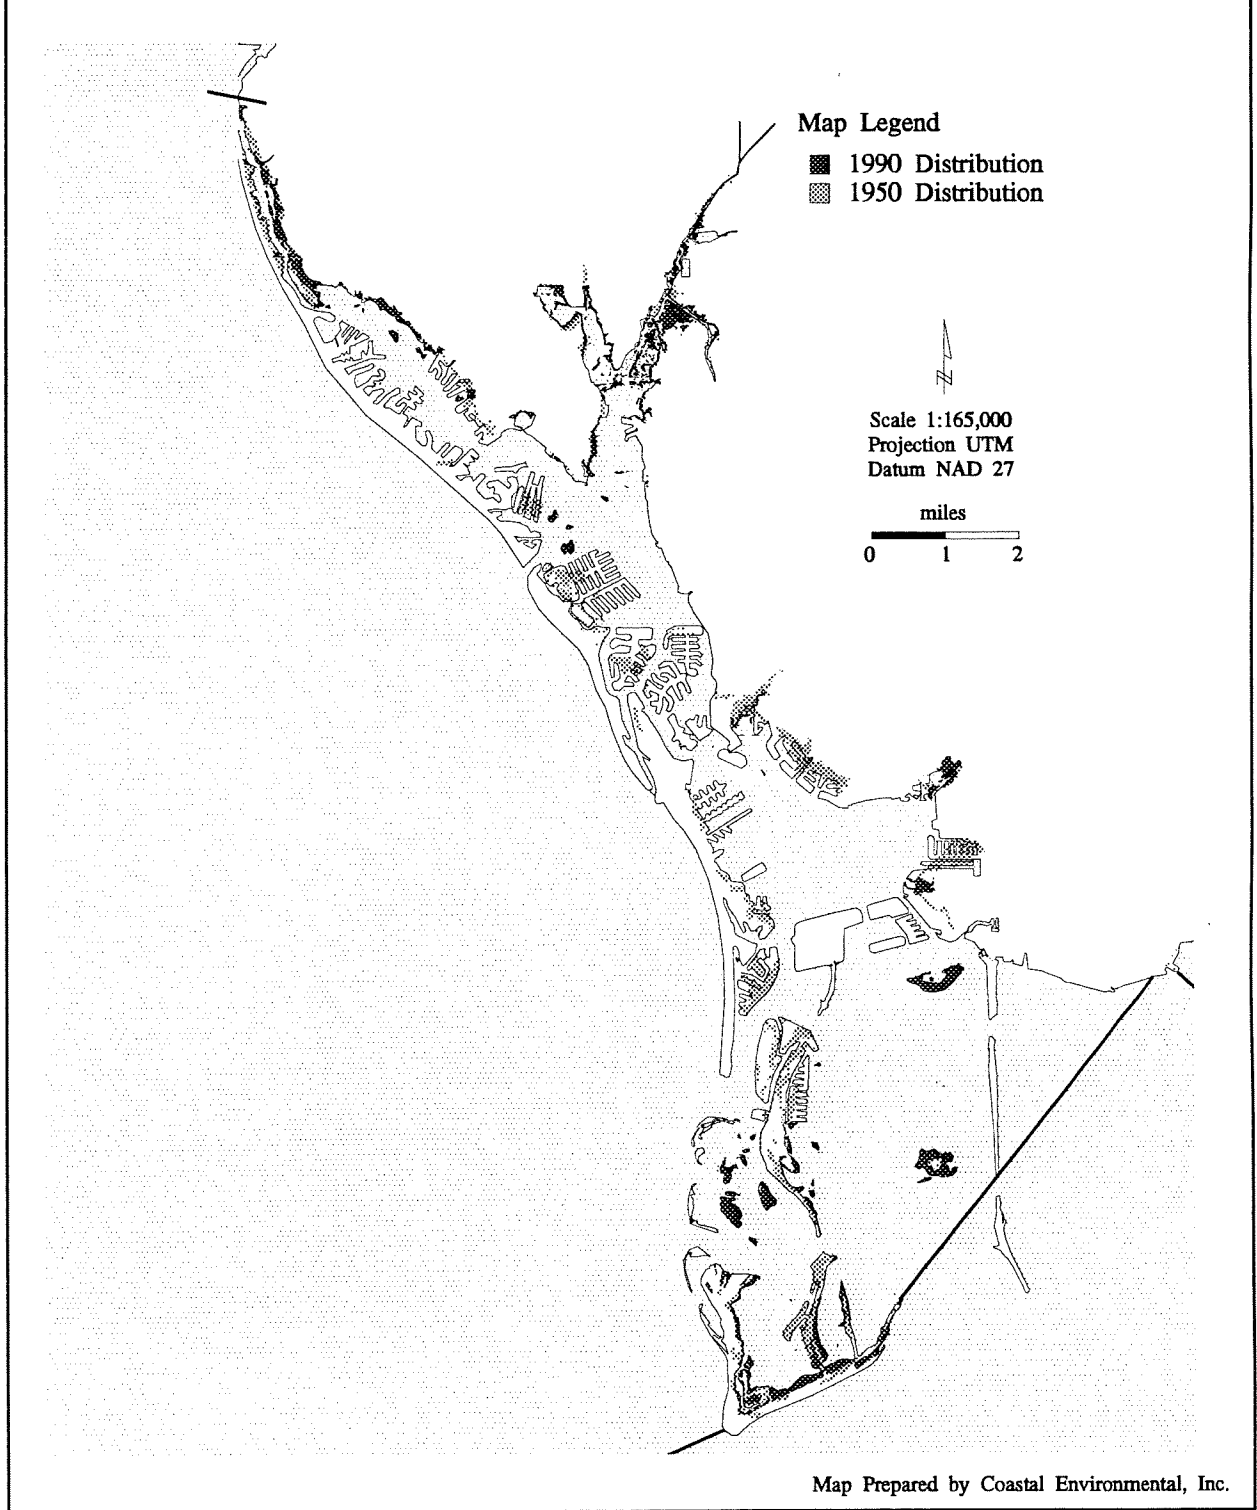 Map Legend
1990 Distribution
1950 Distribution
N
Scale 1:165,000
Projection UTM
Datum NAD 27
miles
0 1 2
Map Prepared by Coastal Environmental, Inc.